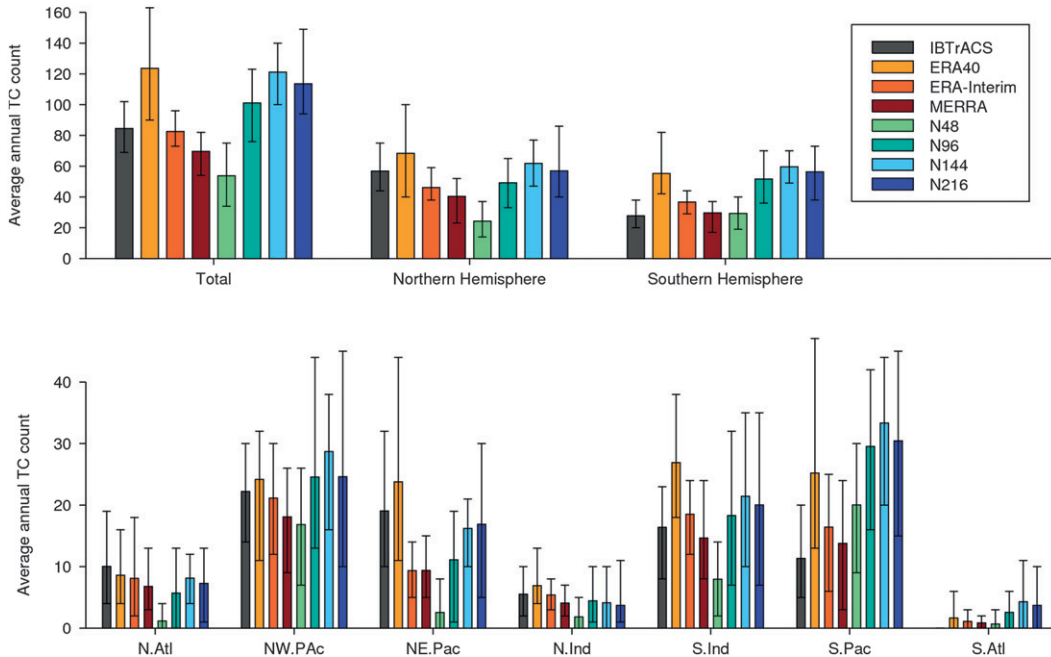 Average annual TC count
160
140
120
100
80
60
40
20
0
Total
Northern Hemisphere
Southern Hemisphere
IBTrACS
ERA40
ERA-Interim
MERRA
N48
N96
N144
N216
Average annual TC count
40
30
20
10
0
N.Atl
NW.PAc
NE.Pac
N.Ind
S.Ind
S.Pac
S.Atl